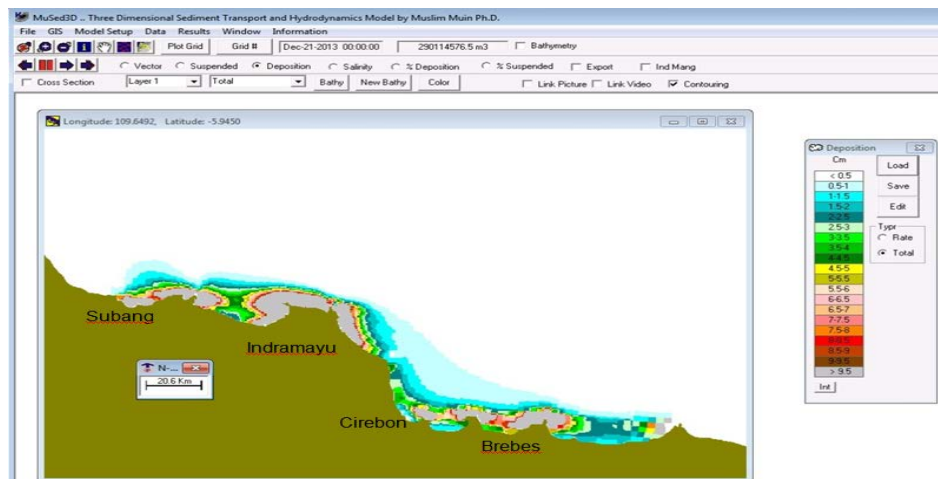 MuSed3D .. Three Dimensional Sediment Transport and Hydrodynamics Model by Muslim Muin Ph.D.
File GIS Model Setup Data Results Window Information
Plot Grid Grid # Dec-21-2013 00:00:00 290114576.5 m3 Bathymetry
Vector Suspended Deposition Salinity % Deposition % Suspended Export Ind Mang
Cross Section Layer 1 Total Bathy New Bathy Color Link Picture Link Video Contouring
Longitude: 109.6492, Latitude: -5.9450
Subang
Indramayu
N-...
20.6 Km
Cirebon
Brebes
Deposition
Cm
Load
< 0.5
0.5-1
Save
1-1.5
1.5-2
Edit
2-2.5
2.5-3
Typr
3-3.5
Rate
3.5-4
4-4.5
Total
4.5-5
5-5.5
5.5-6
6-6.5
6.5-7
7-7.5
7.5-8
8.5-9
9-9.5
> 9.5
Int